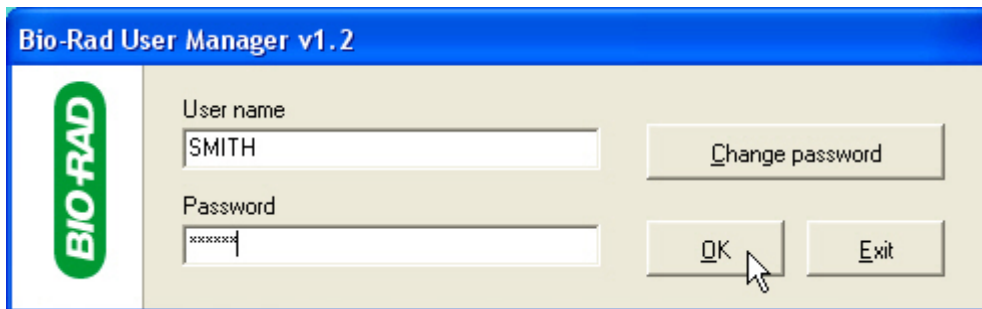 Bio-Rad User Manager v1.2
BIO-RAD
User name
SMITH
Change password
Password
******
OK
Exit